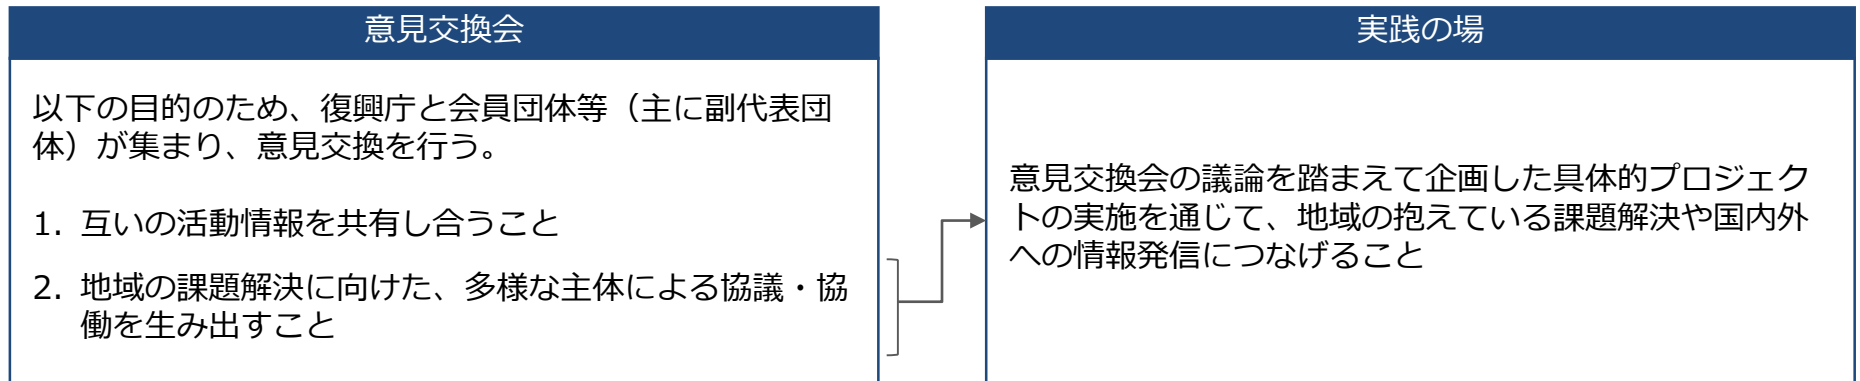 意見交換会
以下の目的のため、復興庁と会員団体等（主に副代表団
体）が集まり、意見交換を行う。
1. 互いの活動情報を共有し合うこと
2. 地域の課題解決に向けた、多様な主体による協議・協
働を生み出すこと
実践の場
意見交換会の議論を踏まえて企画した具体的プロジェク
トの実施を通じて、地域の抱えている課題解決や国内外
への情報発信につなげること